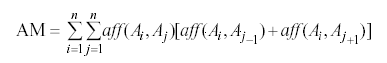 AM = \sum_{i=1}^{n} \sum_{j=1}^{n} aff(A_i, A_j)[aff(A_i, A_{j-1}) + aff(A_i, A_{j+1})]